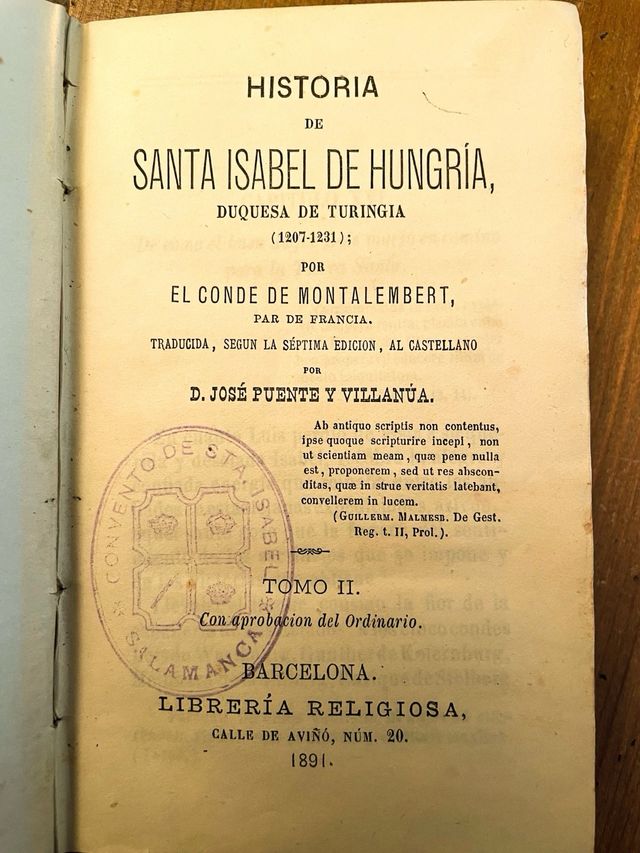 HISTORIA
DE
SANTA ISABEL DE HUNGRÍA,
DUQUESA DE TURINGIA
(1207-1231);
POR
EL CONDE DE MONTALEMBERT,
PAR DE FRANCIA.
TRADUCIDA, SEGUN LA SÉPTIMA EDICION, AL CASTELLANO
POR
D. JOSÉ PUENTE Y VILLANÚA.
Ab antiquo scriptis non contentus,
ipse quoque scripturire incepi, non
ut scientiam meam, quæ pene nulla
est, proponerem, sed ut res abscon-
ditas, quæ in strue veritatis latebant,
convellerem in lucem.
(GUILLERM. MALMESB. De Gest.
Reg. t. II, Prol.).
CONVENTO DE STA. ISABEL
SALAMANCA
TOMO II.
Con aprobacion del Ordinario.
BARCELONA.
LIBRERÍA RELIGIOSA,
CALLE DE AVIÑÓ, NÚM. 20.
1891.